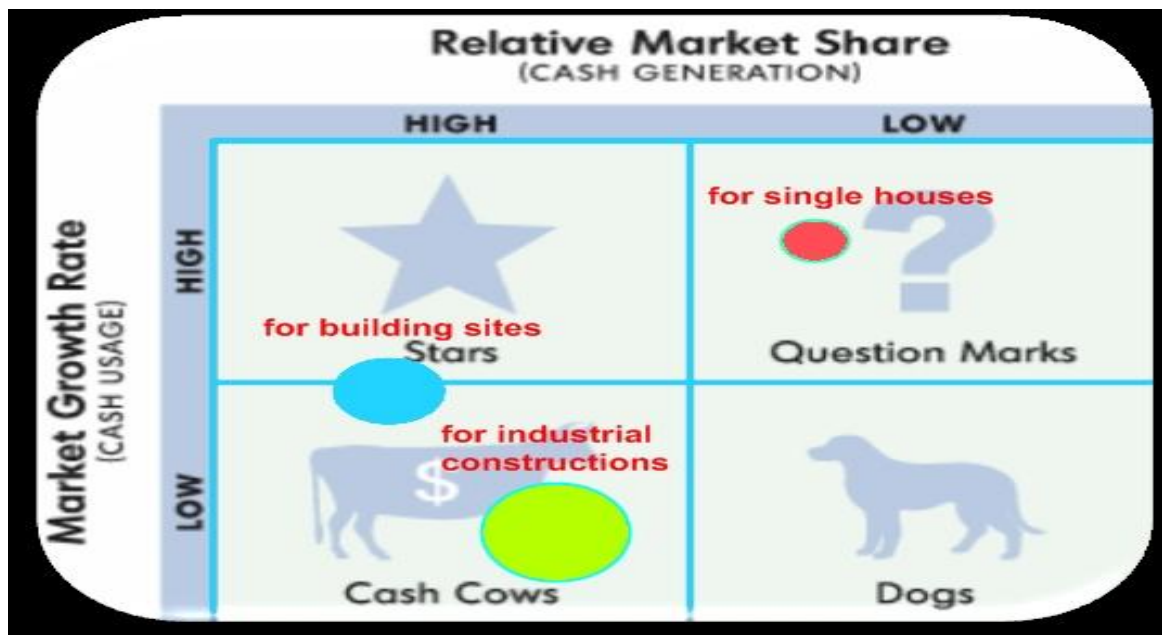 Relative Market Share
(CASH GENERATION)
HIGH
LOW
Market Growth Rate
(CASH USAGE)
HIGH
LOW
for single houses
?
for building sites
Stars
Question Marks
for industrial
constructions
$
Cash Cows
Dogs